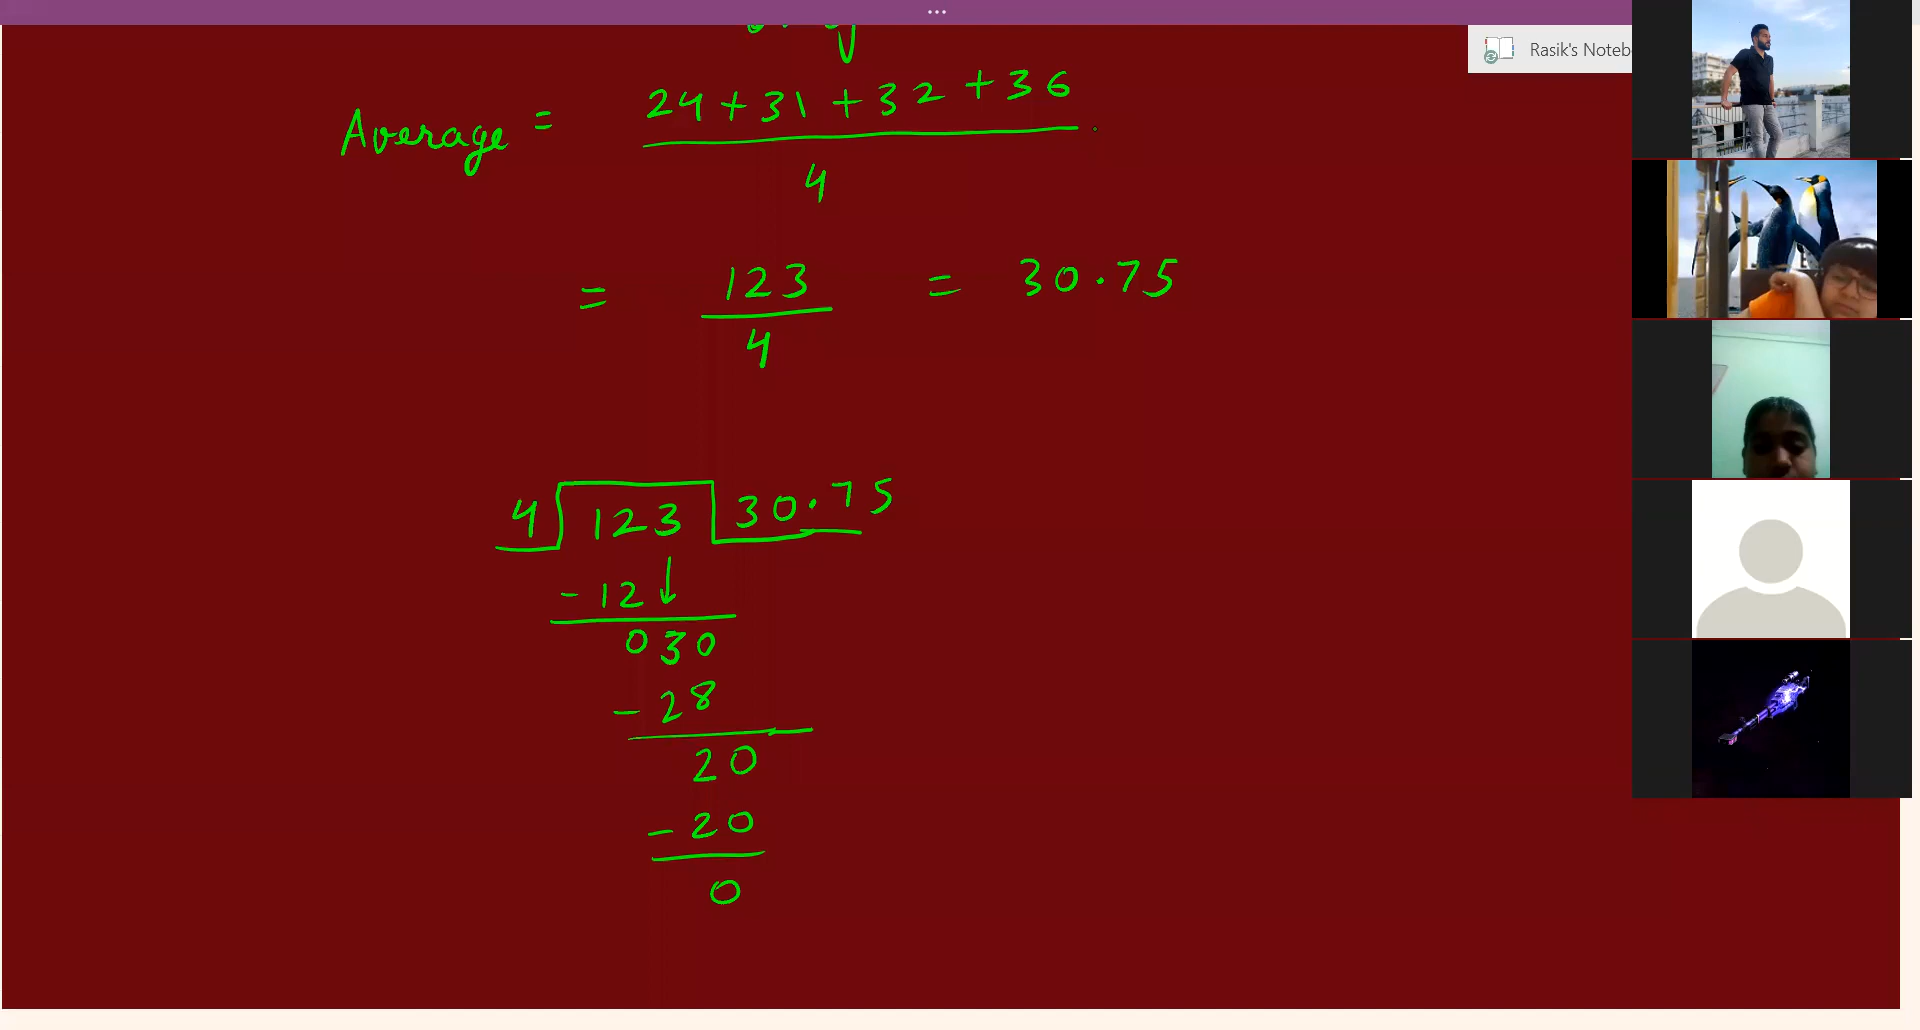 Rasik's Noteb
Average = 24 + 31 + 32 + 36
4
= 123 = 30.75
4
4 123 30.75
- 12
030
- 28
20
- 20
0